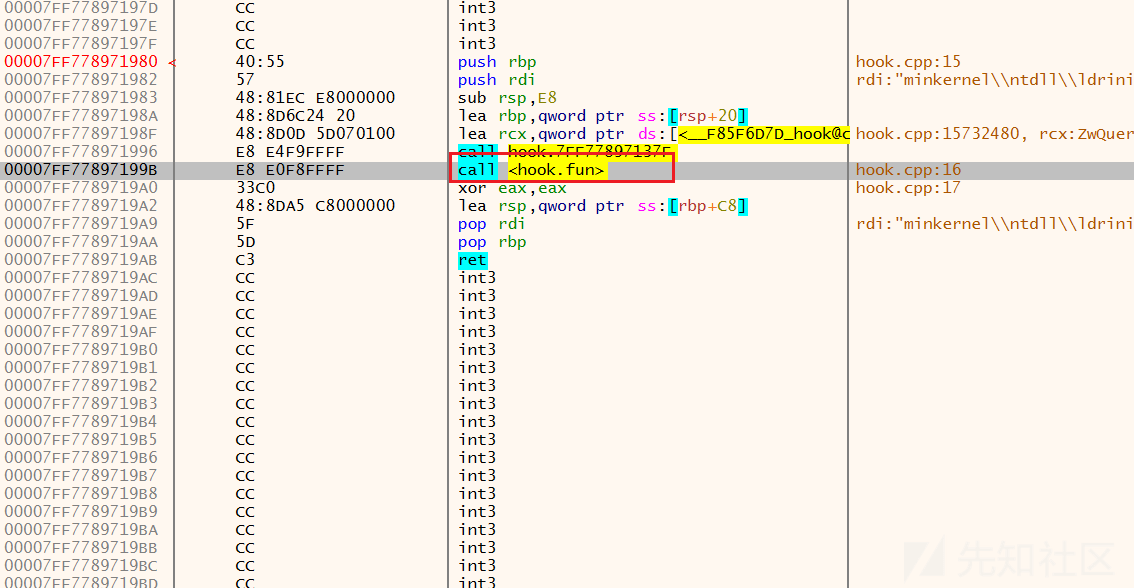 00007FF77897197D CC int3
00007FF77897197E CC int3
00007FF77897197F CC int3
00007FF778971980 < 40:55 push rbp hook.cpp:15
00007FF778971982 57 push rdi rdi:"minkernel\\ntdll\\ldrini
00007FF778971983 48:81EC E8000000 sub rsp,E8
00007FF77897198A 48:8D6C24 20 lea rbp,qword ptr ss:[rsp+20]
00007FF77897198F 48:8D0D 5D070100 lea rcx,qword ptr ds:[<__F85F6D7D_hook@c hook.cpp:15732480, rcx:ZwQuer
00007FF778971996 E8 E4F9FFFF call hook.7FF77897137F
00007FF77897199B E8 E0F8FFFF call <hook.fun> hook.cpp:16
00007FF7789719A0 33C0 xor eax,eax hook.cpp:17
00007FF7789719A2 48:8DA5 C8000000 lea rsp,qword ptr ss:[rbp+C8]
00007FF7789719A9 5F pop rdi rdi:"minkernel\\ntdll\\ldrini
00007FF7789719AA 5D pop rbp
00007FF7789719AB C3 ret
00007FF7789719AC CC int3
00007FF7789719AD CC int3
00007FF7789719AE CC int3
00007FF7789719AF CC int3
00007FF7789719B0 CC int3
00007FF7789719B1 CC int3
00007FF7789719B2 CC int3
00007FF7789719B3 CC int3
00007FF7789719B4 CC int3
00007FF7789719B5 CC int3
00007FF7789719B6 CC int3
00007FF7789719B7 CC int3
00007FF7789719B8 CC int3
00007FF7789719B9 CC int3
00007FF7789719BA CC int3
00007FF7789719BB CC int3
00007FF7789719BC CC int3
00007FF7789719BD CC int3
先知社区